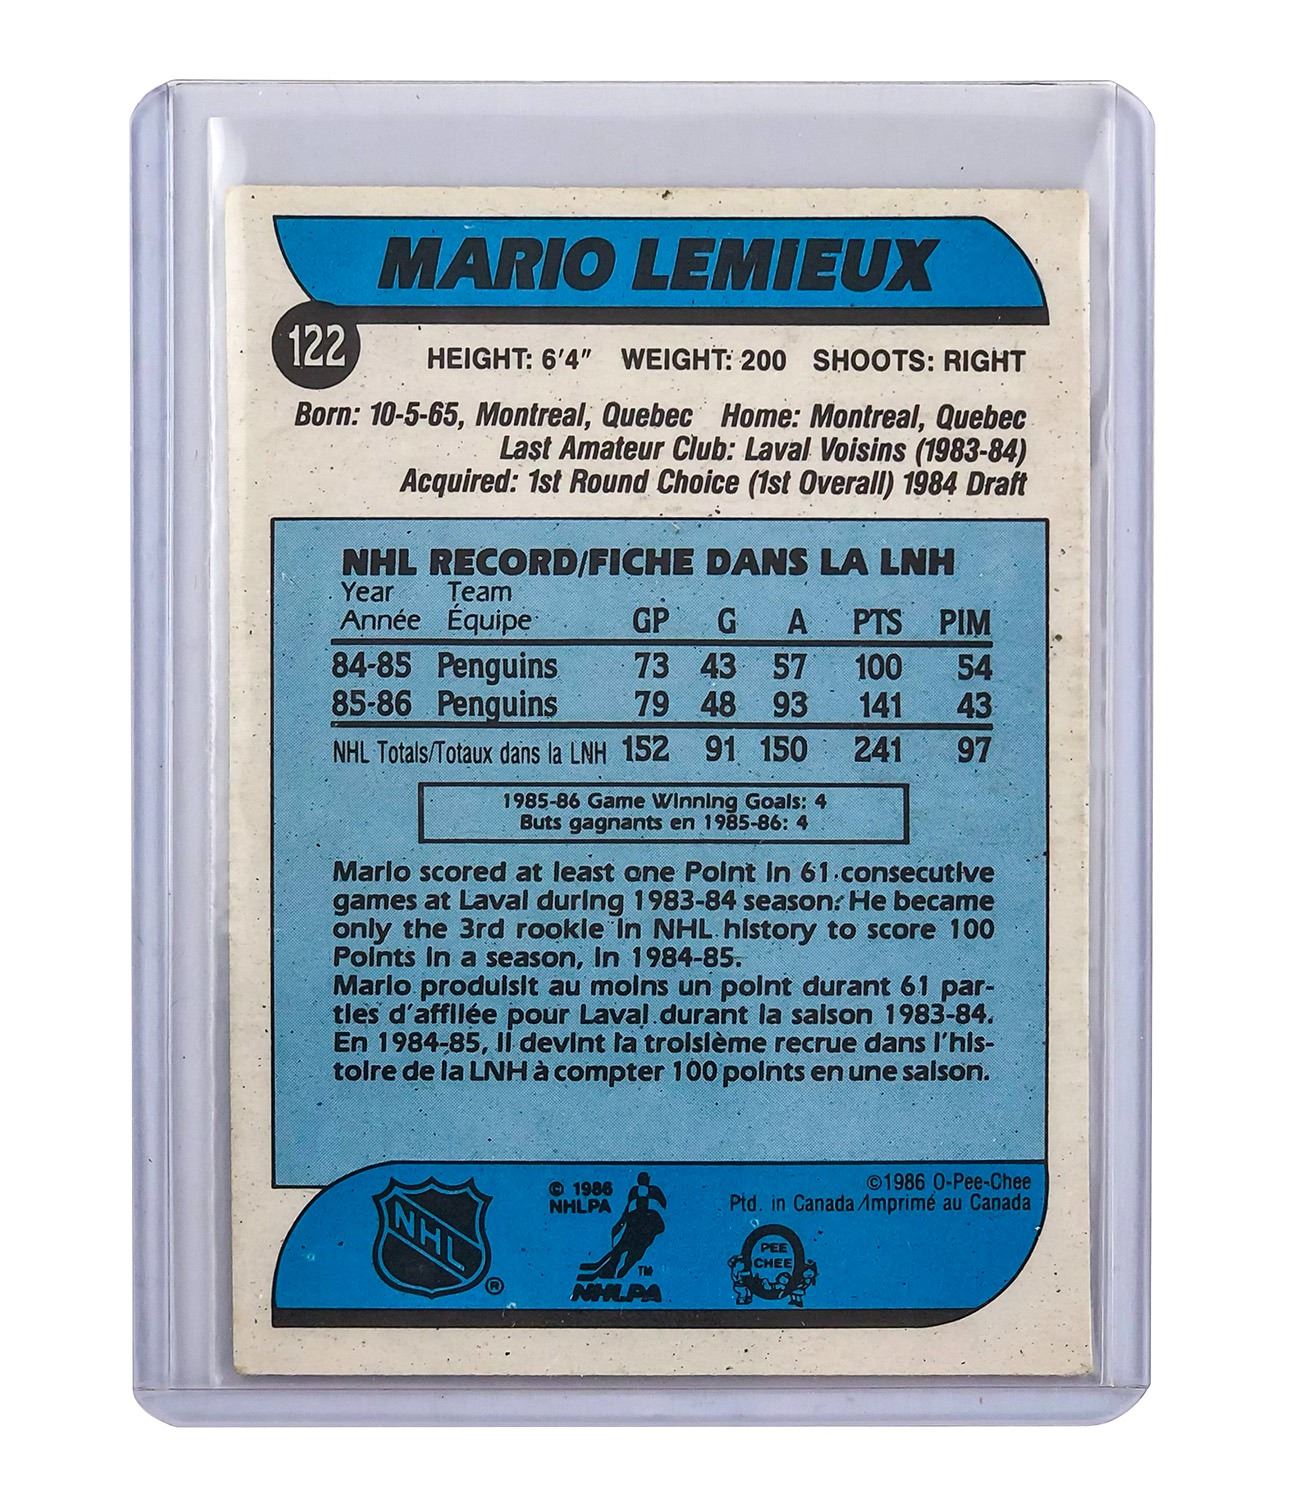 MARIO LEMIEUX
122
HEIGHT: 6'4" WEIGHT: 200 SHOOTS: RIGHT
Born: 10-5-65, Montreal, Quebec Home: Montreal, Quebec
Last Amateur Club: Laval Voisins (1983-84)
Acquired: 1st Round Choice (1st Overall) 1984 Draft
NHL RECORD/FICHE DANS LA LNH
Year Team
Année Équipe GP G A PTS PIM
84-85 Penguins 73 43 57 100 54
85-86 Penguins 79 48 93 141 43
NHL Totals/Totaux dans la LNH 152 91 150 241 97
1985-86 Game Winning Goals: 4
Buts gagnants en 1985-86: 4
Mario scored at least one Point in 61 consecutive
games at Laval during 1983-84 season. He became
only the 3rd rookie in NHL history to score 100
Points in a season, in 1984-85.
Mario produisit au moins un point durant 61 par-
ties d'affilée pour Laval durant la saison 1983-84.
En 1984-85, il devint la troisième recrue dans l'his-
toire de la LNH à compter 100 points en une saison.
©1986 O-Pee-Chee
Ptd. in Canada/Imprimé au Canada
© 1986
NHLPA
NHL ®
TM
NHLPA
PEE
CHEE